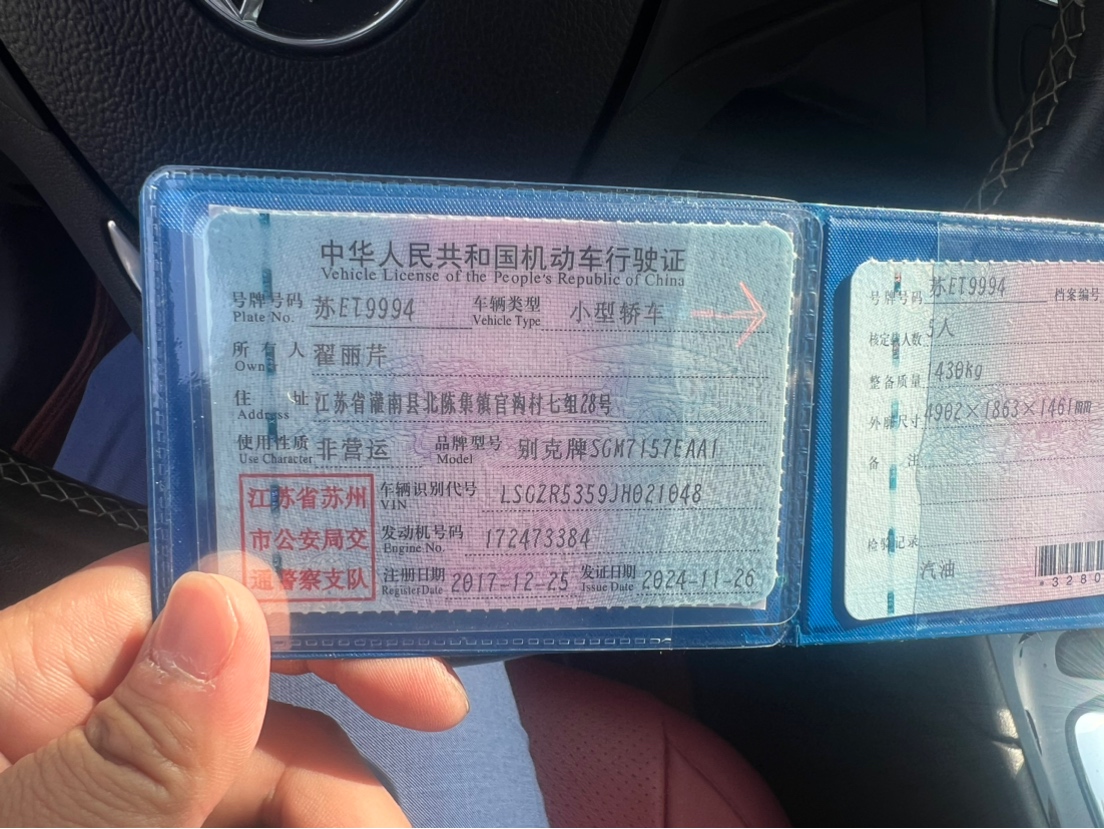 中华人民共和国机动车行驶证
Vehicle License of the People's Republic of China
号牌号码 苏ET9994 车辆类型 小型轿车
Plate No. Vehicle Type
所有人 翟丽芹
Owner
住址 江苏省灌南县北陈集镇官沟村七组28号
Address
使用性质 非营运 品牌型号 别克牌SGM7157EAA1
Use Character Model
江苏省苏州
市公安局交
通警察支队
车辆识别代号 LSGZR5359JH021048
VIN
发动机号码 172473384
Engine No.
注册日期 2017-12-25 发证日期 2024-11-26
Register Date Issue Date
号牌号码 苏ET9994 档案编号
核定载人数 5人
整备质量 1430kg
外廓尺寸 4902×1863×1461mm
备注
检验记录
汽油
*3280